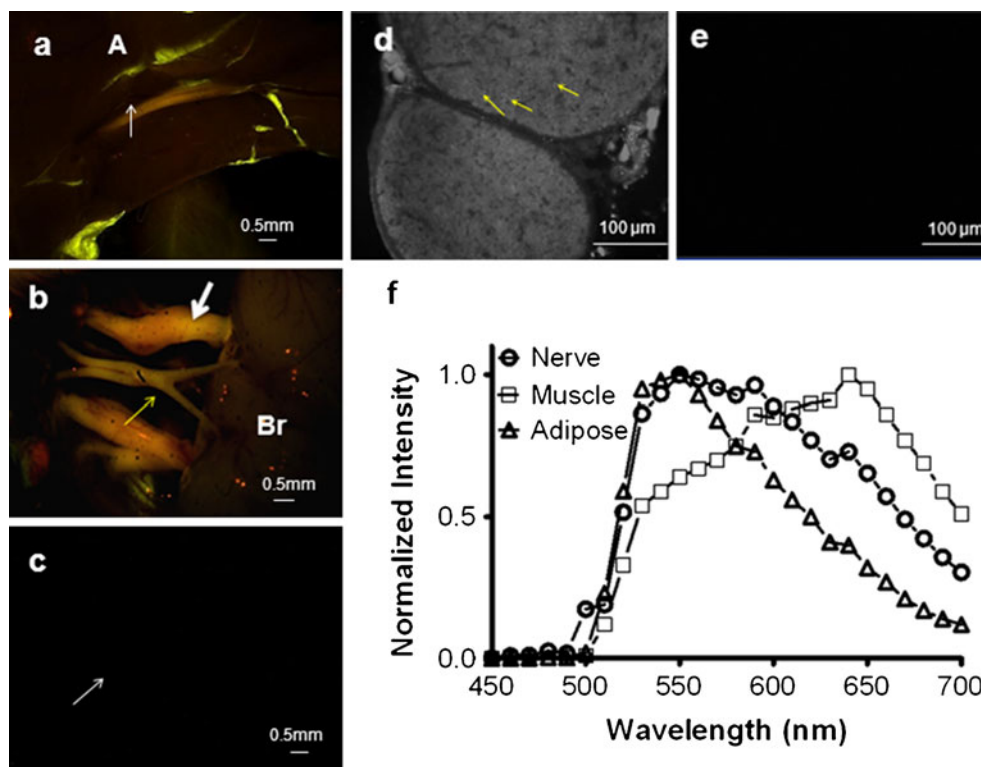 a
A
0.5mm
b
Br
0.5mm
c
0.5mm
d
100 µm
e
100 µm
f
Nerve
Muscle
Adipose
1.0
0.5
0.0
Normalized Intensity
450 500 550 600 650 700
Wavelength (nm)